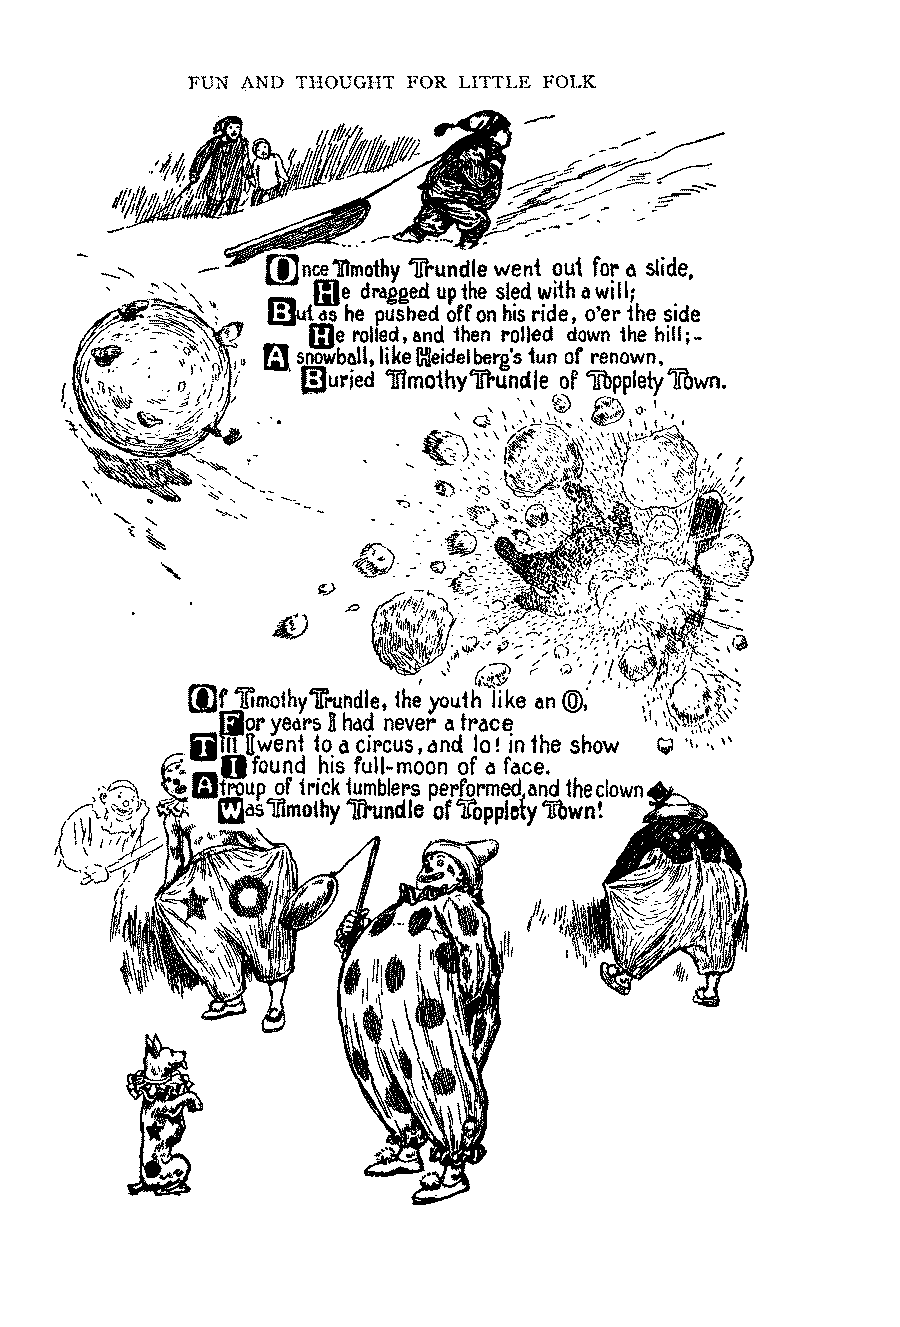 FUN AND THOUGHT FOR LITTLE FOLK
Once Timothy Trundle went out for a slide,
He dragged up the sled with a will;
But as he pushed off on his ride, o'er the side
He rolled, and then rolled down the hill;-
A snowball, like Heidelberg's tun of renown,
Buried Timothy Trundle of Topplety Town.
Of Timothy Trundle, the youth like an O,
For years I had never a trace
Till I went to a circus, and lo! in the show
I found his full-moon of a face.
A troup of trick tumblers performed, and the clown
Was Timothy Trundle of Topplety Town!